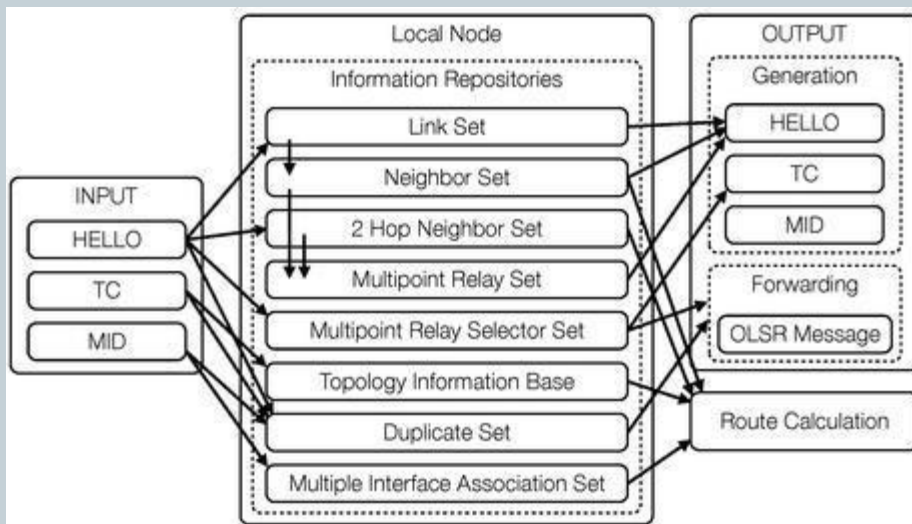 INPUT
HELLO
TC
MID
Local Node
Information Repositories
Link Set
Neighbor Set
2 Hop Neighbor Set
Multipoint Relay Set
Multipoint Relay Selector Set
Topology Information Base
Duplicate Set
Multiple Interface Association Set
OUTPUT
Generation
HELLO
TC
MID
Forwarding
OLSR Message
Route Calculation